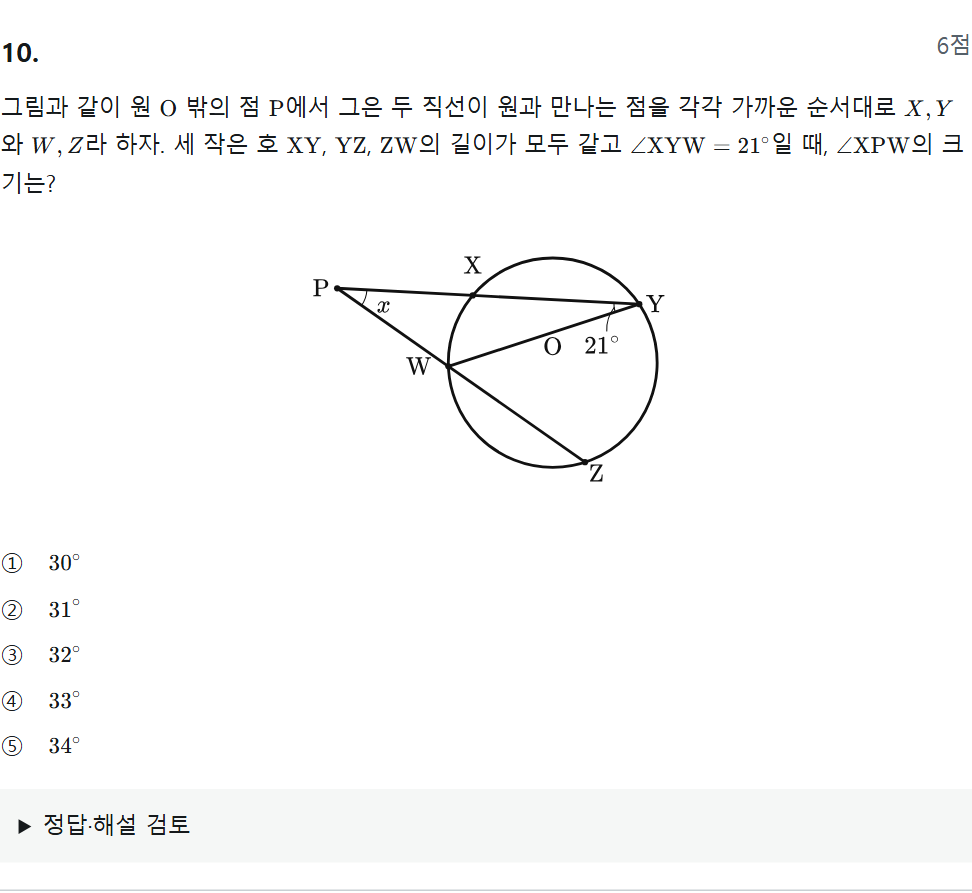 10.
6점
그림과 같이 원 O 밖의 점 P에서 그은 두 직선이 원과 만나는 점을 각각 가까운 순서대로 X, Y
와 W, Z라 하자. 세 작은 호 XY, YZ, ZW의 길이가 모두 같고 ∠XYW = 21°일 때, ∠XPW의 크
기는?
X
P
x
Y
W
O 21°
Z
① 30°
② 31°
③ 32°
④ 33°
⑤ 34°
▶ 정답·해설 검토